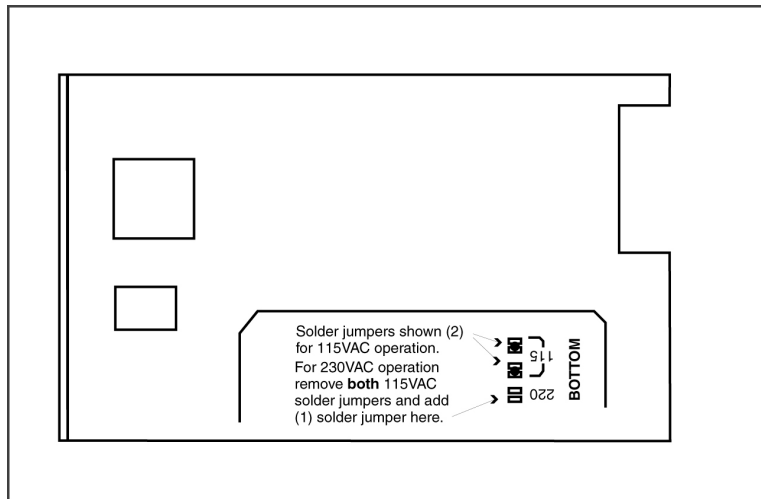 Solder jumpers shown (2)
for 115VAC operation.
For 230VAC operation
remove both 115VAC
solder jumpers and add
(1) solder jumper here.
115
220
BOTTOM